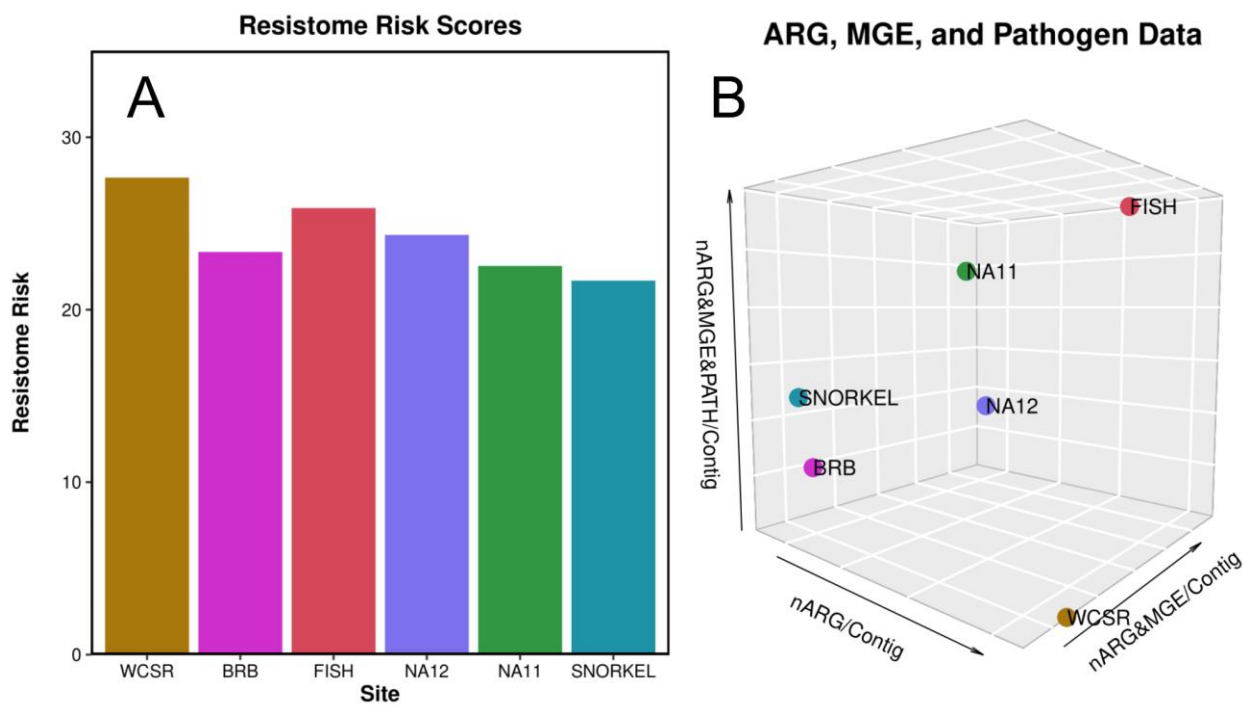 Resistome Risk Scores
A
Resistome Risk
30
20
10
0
WCSR BRB FISH NA12 NA11 SNORKEL
Site
ARG, MGE, and Pathogen Data
B
FISH
NA11
SNORKEL
NA12
BRB
WCSR
nARG&MGE&PATH/Contig
nARG/Contig
nARG&MGE/Contig